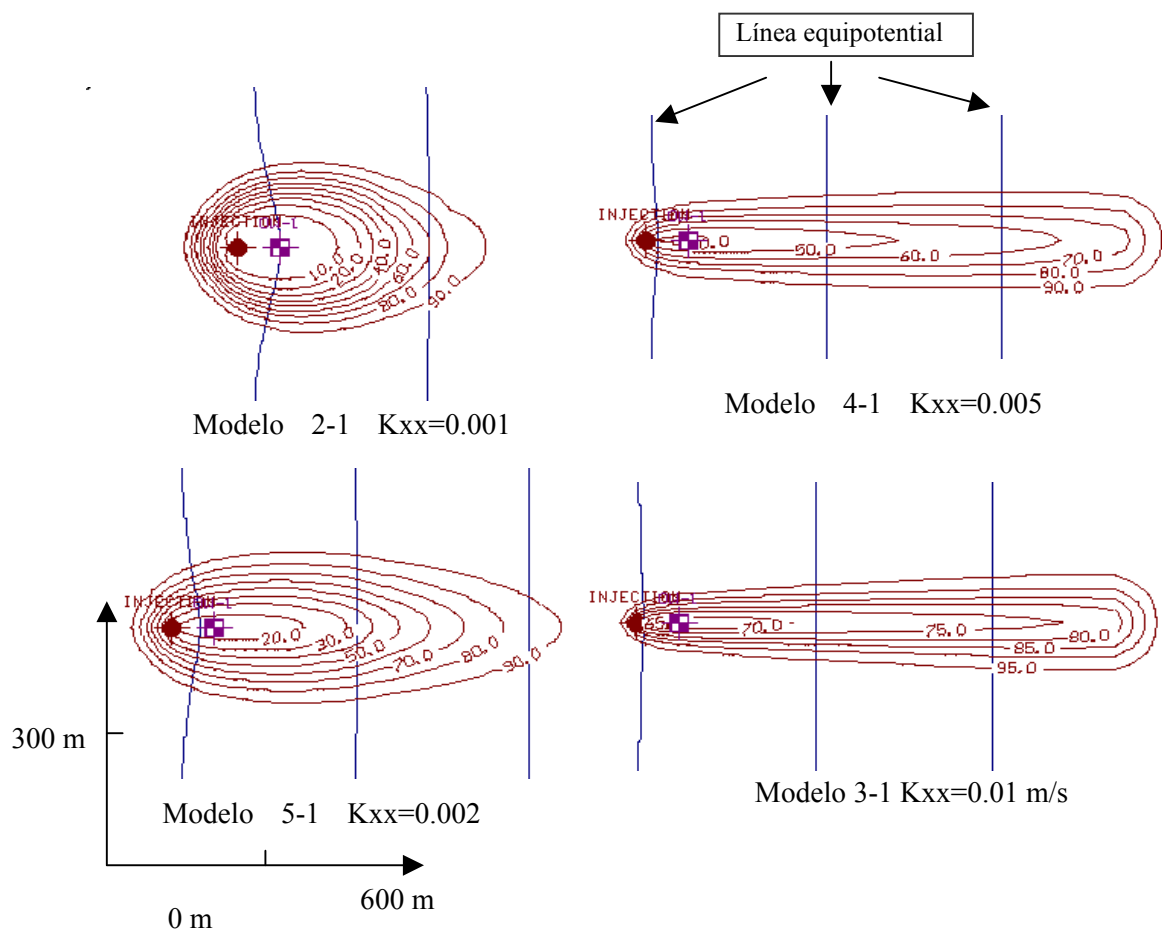 Línea equipotential
INJECTION
10.0
20.0
40.0
60.0
80.0
90.0
Modelo 2-1 Kxx=0.001
INJECTION
50.0
60.0
70.0
80.0
90.0
Modelo 4-1 Kxx=0.005
INJECTION
20.0
30.0
50.0
70.0
80.0
90.0
Modelo 5-1 Kxx=0.002
INJECTION
70.0
75.0
80.0
85.0
95.0
Modelo 3-1 Kxx=0.01 m/s
300 m
600 m
0 m